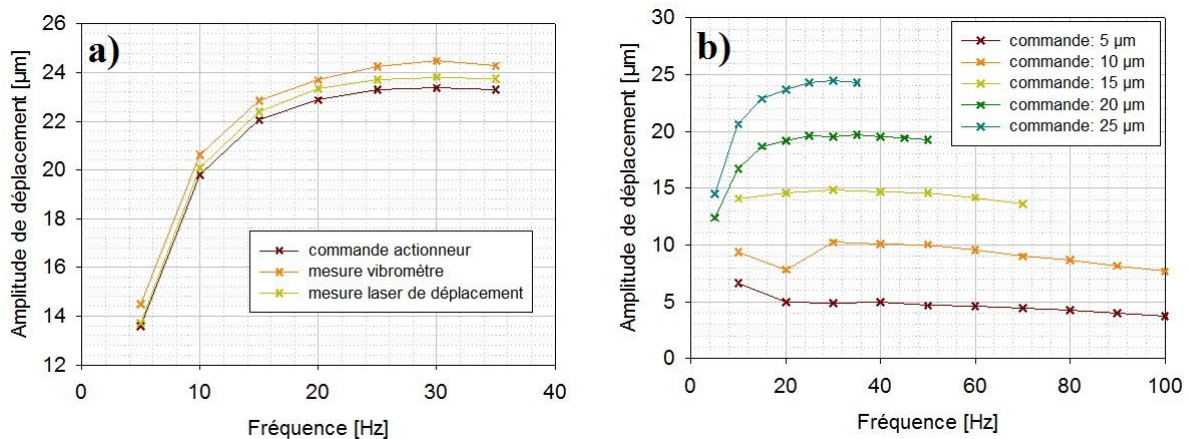 a)
Amplitude de déplacement [µm]
26
24
22
20
18
16
14
12
commande actionneur
mesure vibromètre
mesure laser de déplacement
0 10 20 30 40
Fréquence [Hz]
b)
Amplitude de déplacement [µm]
30
25
20
15
10
5
0
commande: 5 µm
commande: 10 µm
commande: 15 µm
commande: 20 µm
commande: 25 µm
0 20 40 60 80 100
Fréquence [Hz]